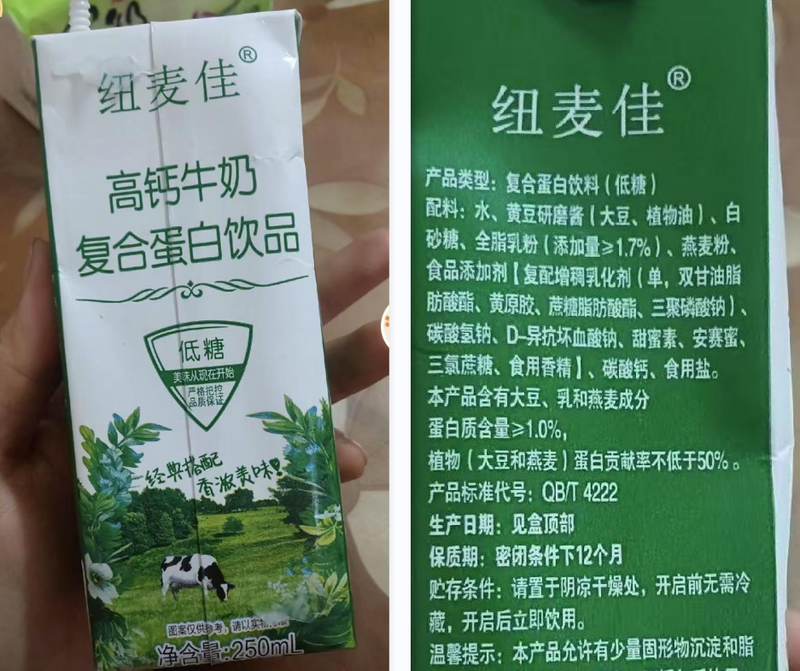 纽麦佳®
高钙牛奶
复合蛋白饮品
低糖
美味从现在开始
严格把控
品质保证
经典搭配
香浓美味
图案仅供参考，请以实物为准
净含量:250mL
纽麦佳®
产品类型：复合蛋白饮料（低糖）
配料：水、黄豆研磨酱（大豆、植物油）、白
砂糖、全脂乳粉（添加量≥1.7%）、燕麦粉、
食品添加剂【复配增稠乳化剂（单，双甘油脂
肪酸酯、黄原胶、蔗糖脂肪酸酯、三聚磷酸钠）、
碳酸氢钠、D-异抗坏血酸钠、甜蜜素、安赛蜜、
三氯蔗糖、食用香精】、碳酸钙、食用盐。
本产品含有大豆、乳和燕麦成分
蛋白质含量≥1.0%，
植物（大豆和燕麦）蛋白贡献率不低于50%。
产品标准代号：QB/T 4222
生产日期：见盒顶部
保质期：密闭条件下12个月
贮存条件：请置于阴凉干燥处，开启前无需冷
藏，开启后立即饮用。
温馨提示：本产品允许有少量固形物沉淀和脂